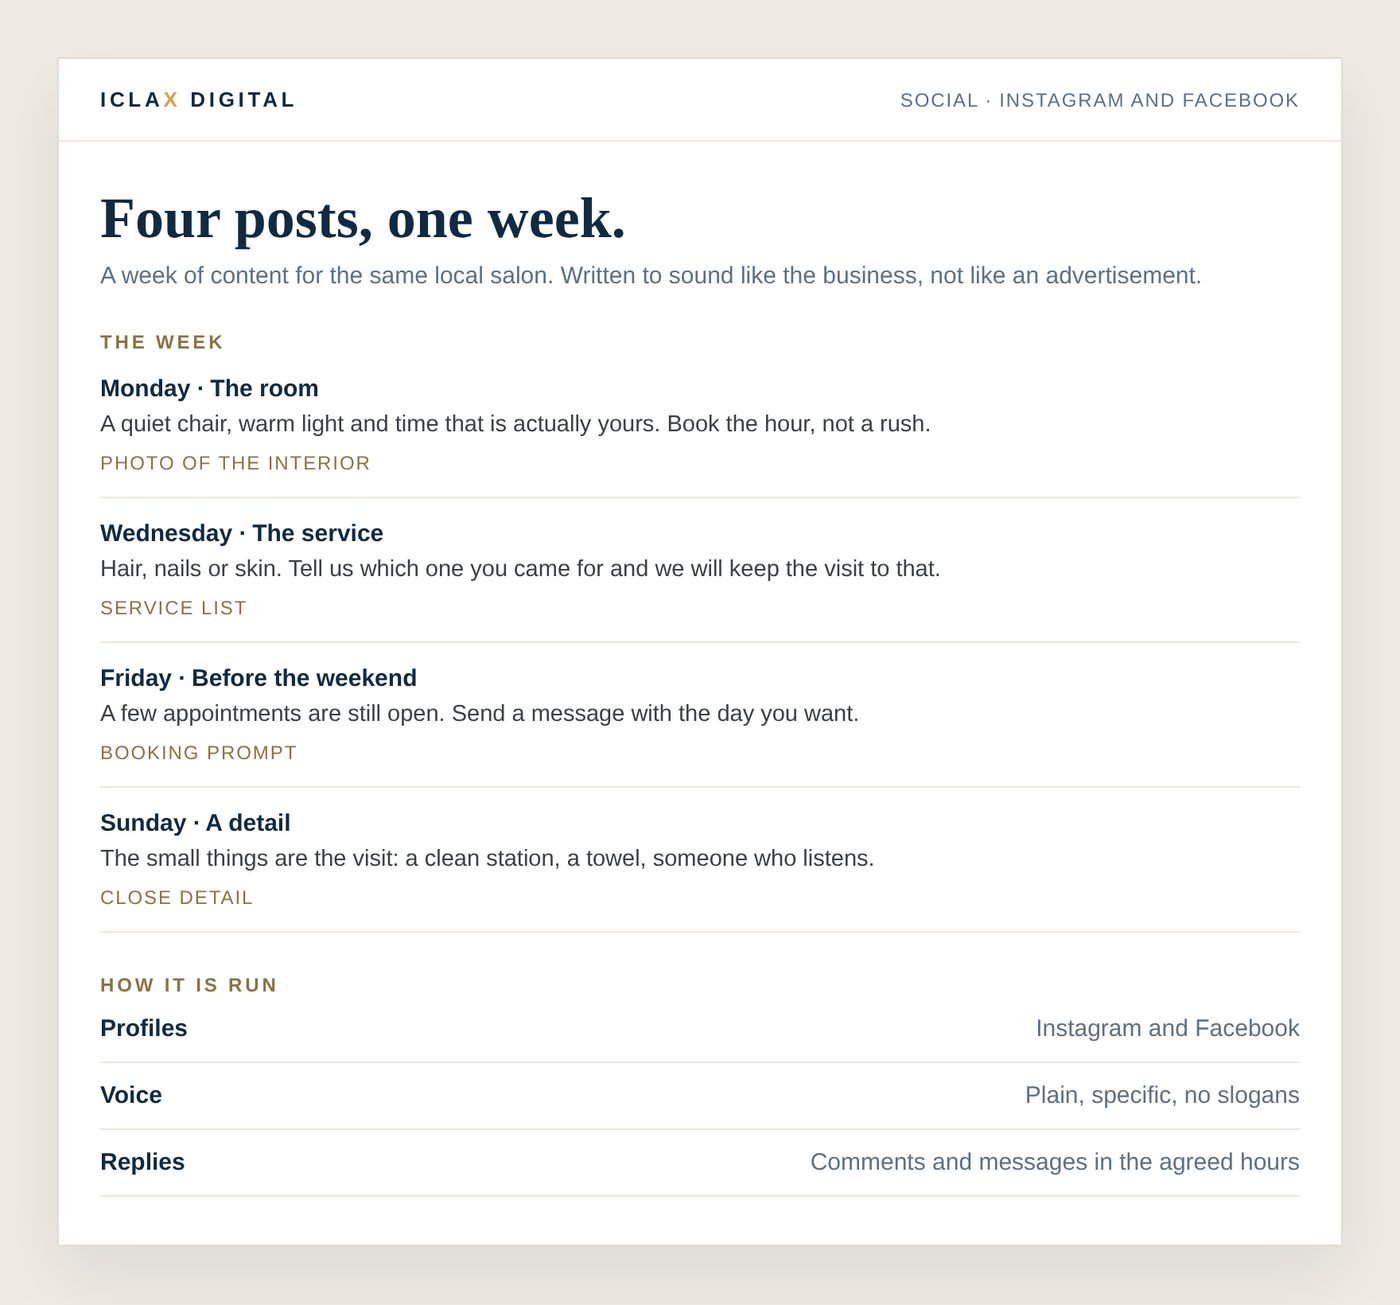 ICLAX DIGITAL
SOCIAL · INSTAGRAM AND FACEBOOK
Four posts, one week.
A week of content for the same local salon. Written to sound like the business, not like an advertisement.
THE WEEK
Monday · The room
A quiet chair, warm light and time that is actually yours. Book the hour, not a rush.
PHOTO OF THE INTERIOR
Wednesday · The service
Hair, nails or skin. Tell us which one you came for and we will keep the visit to that.
SERVICE LIST
Friday · Before the weekend
A few appointments are still open. Send a message with the day you want.
BOOKING PROMPT
Sunday · A detail
The small things are the visit: a clean station, a towel, someone who listens.
CLOSE DETAIL
HOW IT IS RUN
Profiles
Instagram and Facebook
Voice
Plain, specific, no slogans
Replies
Comments and messages in the agreed hours